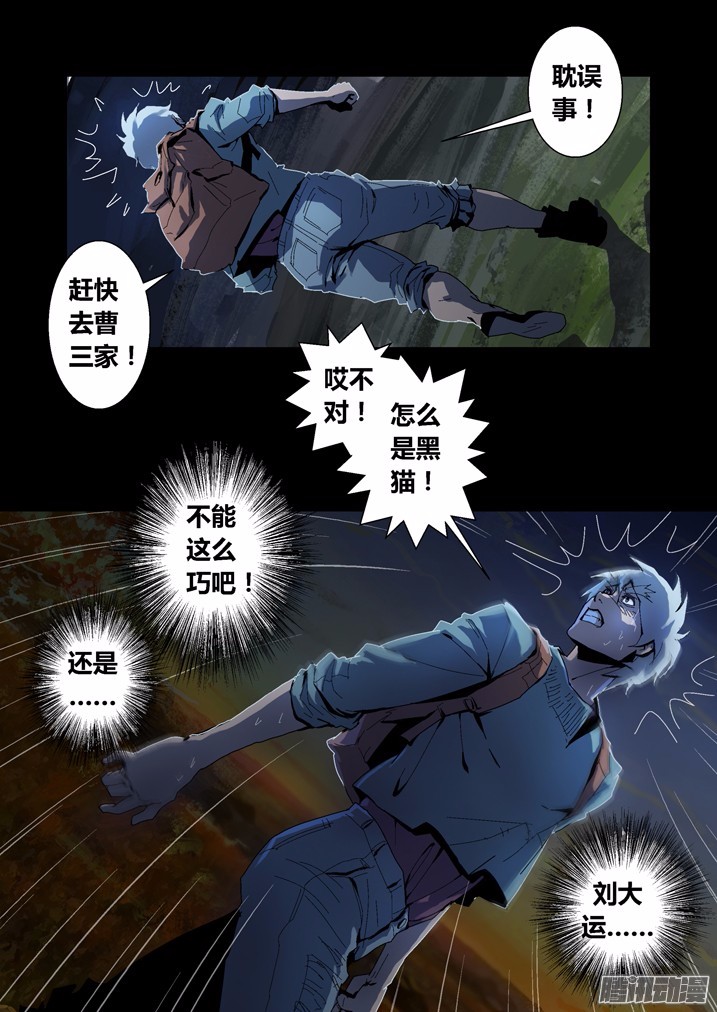 耽误
事！
赶快
去曹
三家！
哎不
对！
怎么
是黑
猫！
不能
这么
巧吧！
还是
……
刘大
运……
腾讯动漫